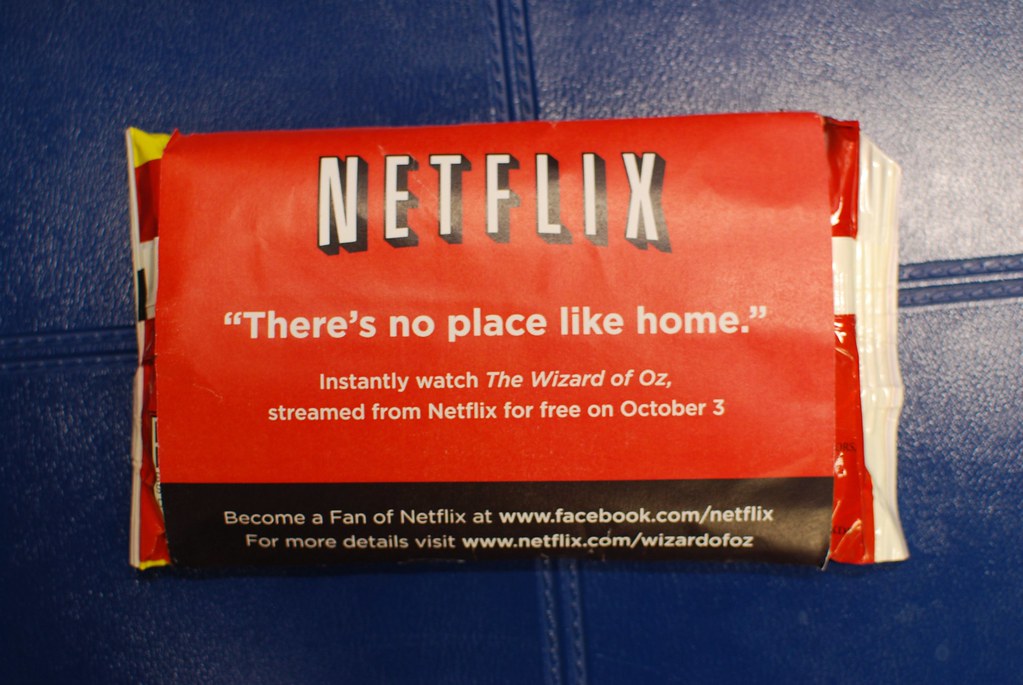 NETFLIX
“There’s no place like home.”
Instantly watch The Wizard of Oz,
streamed from Netflix for free on October 3
Become a Fan of Netflix at www.facebook.com/netflix
For more details visit www.netflix.com/wizardofoz